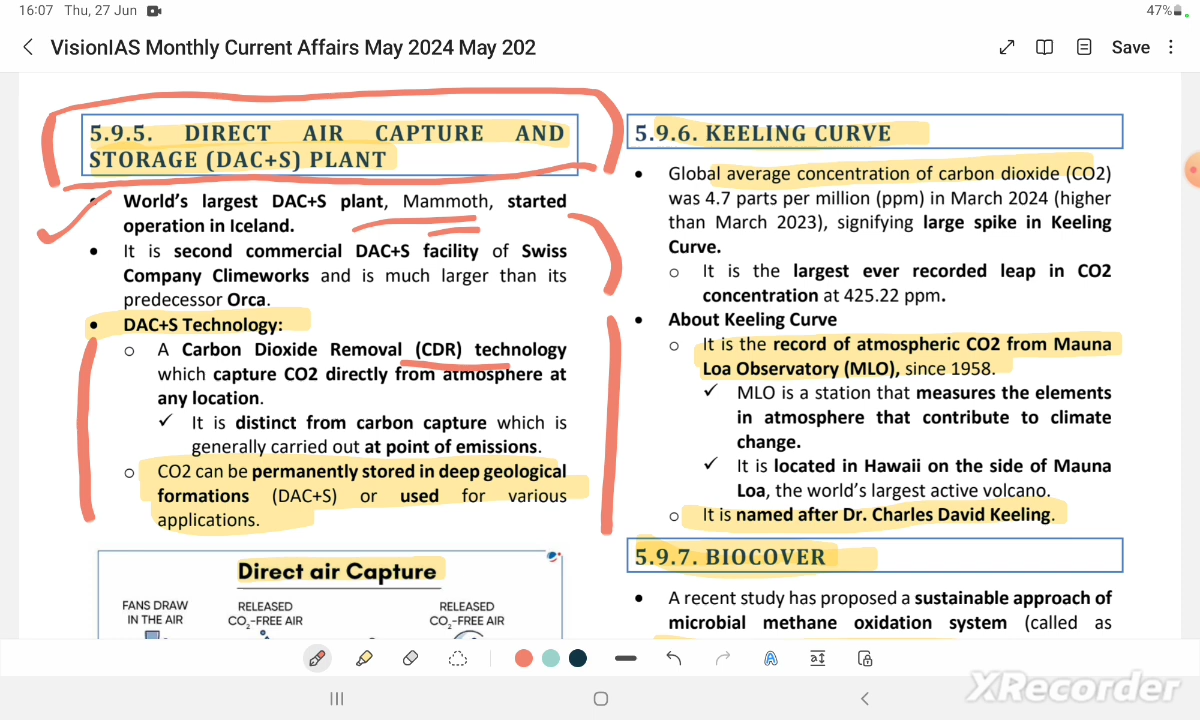 16:07 Thu, 27 Jun
47%
VisionIAS Monthly Current Affairs May 2024 May 202
Save
5.9.5. DIRECT AIR CAPTURE AND
STORAGE (DAC+S) PLANT
World's largest DAC+S plant, Mammoth, started
operation in Iceland.
• It is second commercial DAC+S facility of Swiss
Company Climeworks and is much larger than its
predecessor Orca.
• DAC+S Technology:
o A Carbon Dioxide Removal (CDR) technology
which capture CO2 directly from atmosphere at
any location.
✓ It is distinct from carbon capture which is
generally carried out at point of emissions.
o CO2 can be permanently stored in deep geological
formations (DAC+S) or used for various
applications.
Direct air Capture
FANS DRAW
IN THE AIR
RELEASED
CO₂-FREE AIR
RELEASED
CO₂-FREE AIR
5.9.6. KEELING CURVE
• Global average concentration of carbon dioxide (CO2)
was 4.7 parts per million (ppm) in March 2024 (higher
than March 2023), signifying large spike in Keeling
Curve.
o It is the largest ever recorded leap in CO2
concentration at 425.22 ppm.
• About Keeling Curve
o It is the record of atmospheric CO2 from Mauna
Loa Observatory (MLO), since 1958.
✓ MLO is a station that measures the elements
in atmosphere that contribute to climate
change.
✓ It is located in Hawaii on the side of Mauna
Loa, the world's largest active volcano.
o It is named after Dr. Charles David Keeling.
5.9.7. BIOCOVER
• A recent study has proposed a sustainable approach of
microbial methane oxidation system (called as
XRecorder